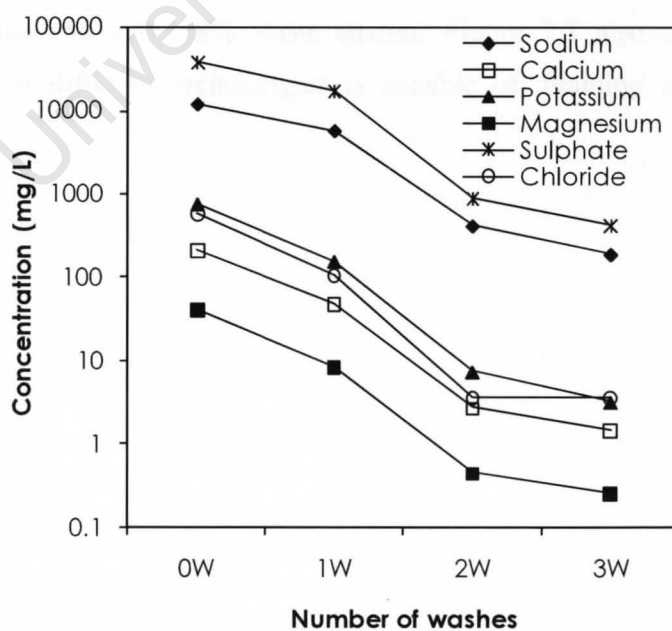 100000
10000
1000
100
10
1
0.1
Concentration (mg/L)
Sodium
Calcium
Potassium
Magnesium
Sulphate
Chloride
0W 1W 2W 3W
Number of washes
Univer